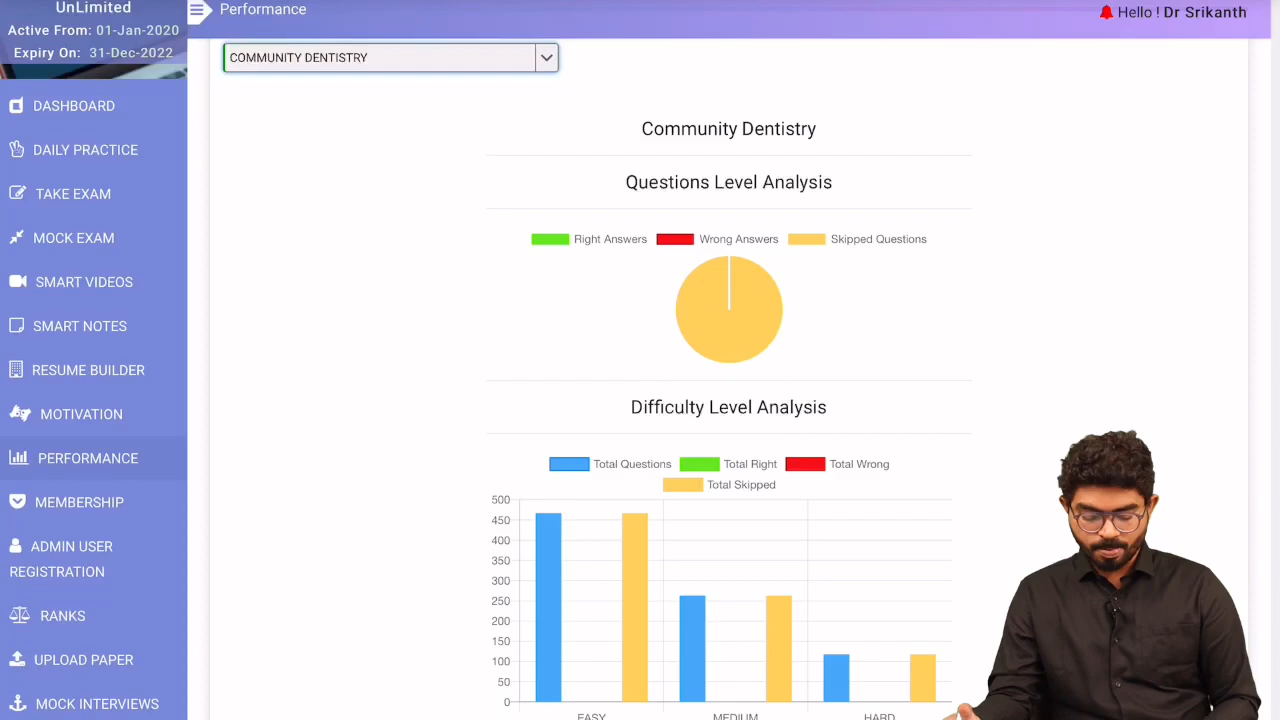 UnLimited
Active From: 01-Jan-2020
Expiry On: 31-Dec-2022
DASHBOARD
DAILY PRACTICE
TAKE EXAM
MOCK EXAM
SMART VIDEOS
SMART NOTES
RESUME BUILDER
MOTIVATION
PERFORMANCE
MEMBERSHIP
ADMIN USER
REGISTRATION
RANKS
UPLOAD PAPER
MOCK INTERVIEWS
Performance
Hello ! Dr Srikanth
COMMUNITY DENTISTRY
Community Dentistry
Questions Level Analysis
Right Answers Wrong Answers Skipped Questions
Difficulty Level Analysis
Total Questions Total Right Total Wrong
Total Skipped
500
450
400
350
300
250
200
150
100
50
0
EASY MEDIUM HARD